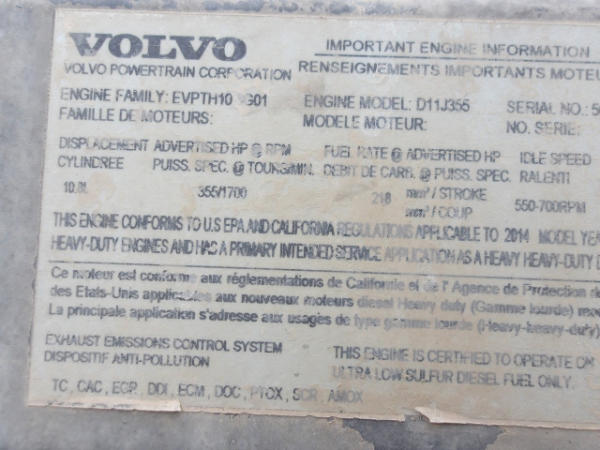 VOLVO
VOLVO POWERTRAIN CORPORATION
IMPORTANT ENGINE INFORMATION
RENSEIGNEMENTS IMPORTANTS MOTEU
ENGINE FAMILY: EVPTH10 G01 ENGINE MODEL: D11J355 SERIAL NO.: 5
FAMILLE DE MOTEURS: MODELE MOTEUR: NO. SERIE:
DISPLACEMENT ADVERTISED HP @ RPM FUEL RATE @ ADVERTISED HP IDLE SPEED
CYLINDREE PUISS. SPEC. @ TOURS/MIN. DEBIT DE CARB. @ PUISS. SPEC. RALENTI
10.8L 355/1700 218 mm³ / STROKE 550-700RPM
mm³ / COUP
THIS ENGINE CONFORMS TO U.S EPA AND CALIFORNIA REGULATIONS APPLICABLE TO 2014 MODEL YEA
HEAVY-DUTY ENGINES AND HAS A PRIMARY INTENDED SERVICE APPLICATION AS A HEAVY HEAVY-DUTY
Ce moteur est conforme aux réglementations de Californie et de l' Agence de Protection de
des Etats-Unis applicables aux nouveaux moteurs diesel Heavy duty (Gamme lourde)
La principale application s'adresse aux usages de type gamme lourde (Heavy-heavy-duty)
EXHAUST EMISSIONS CONTROL SYSTEM
DISPOSITIF ANTI-POLLUTION
THIS ENGINE IS CERTIFIED TO OPERATE ON
ULTRA LOW SULFUR DIESEL FUEL ONLY.
TC, CAC, EGR, DDI, ECM, DOC, PTOX, SCR, AMOX